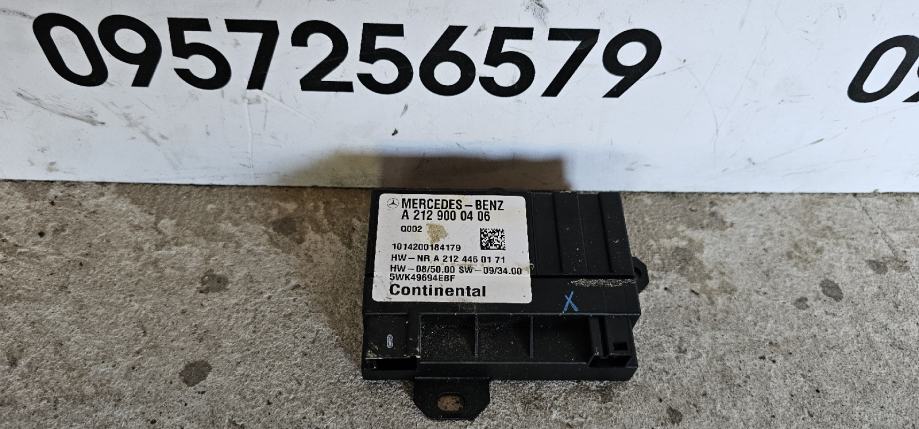 0957256579
09
MERCEDES-BENZ
A 212 900 04 06
Q002
1014200184179
HW-NR A 212 446 01 71
HW-08/50.00 SW-09/34.00
5WK49694EBF
Continental
X